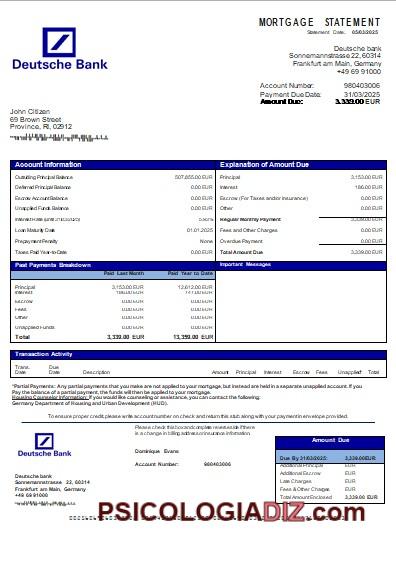 MORTGAGE STATEMENT
Statement Date: 05/03/2025
Deutsche Bank
Deutsche bank
Sonnemannstrasse 22, 60314
Frankfurt am Main, Germany
+49 69 91000
Account Number: 980403006
Payment Due Date: 31/03/2025
Amount Due: 3,339.00 EUR
John Citizen
69 Brown Street
Province, RI, 02912
Account Information
Outstanding Principal Balance 507,655.00 EUR
Deferred Principal Balance 0.00 EUR
Escrow Account Balance 0.00 EUR
Unapplied Funds Balance 0.00 EUR
Interest Rate (until 31/03/2025)
Loan Maturity Date 01.01.2025
Prepayment Penalty None
Taxes Paid Year-to-Date 0.00 EUR
Explanation of Amount Due
Principal 3,153.00 EUR
Interest 186.00 EUR
Escrow (For Taxes and/or Insurance) 0.00 EUR
Other 0.00 EUR
Regular Monthly Payment 3,339.00 EUR
Fees and Other Charges 0.00 EUR
Overdue Payment 0.00 EUR
Total Amount Due 3,339.00 EUR
Past Payments Breakdown
Paid Last Month Paid Year to Date
Principal 3,153.00 EUR 12,612.00 EUR
Interest 186.00 EUR
Escrow 0.00 EUR 0.00 EUR
Fees 0.00 EUR 0.00 EUR
Other 0.00 EUR 0.00 EUR
Unapplied Funds 0.00 EUR 0.00 EUR
Total 3,339.00 EUR 13,359.00 EUR
Important Messages
Transaction Activity
Trans. Date Due Date Description Amount Principal Interest Escrow Fees Unapplied* Total
*Partial Payments: Any partial payments that you make are not applied to your mortgage, but instead are held in a separate unapplied account. If you
Pay the balance of a partial payment, the funds will then be applied to your mortgage.
Housing Counselor Information: If you would like counseling or assistance, you can contact the following:
Germany Department of Housing and Urban Development (HUD).
To ensure proper credit, please write account number on check and return this stub along with your payment in envelope provided.
Deutsche Bank
Please check this box and complete reverse side if there
is a change in billing address or insurance information.
Dominique Evans
Account Number: 980403006
Deutsche bank
Sonnemannstrasse 22, 60314
Frankfurt am Main, Germany
+49 69 91000
Amount Due
Due By 31/03/2025: 3,339.00 EUR
Additional Principal EUR
Additional Escrow EUR
Late Charges EUR
Fees & Other Charges EUR
Total Amount Enclosed 3,339.00 EUR
PSICOLOGIADIZ.com